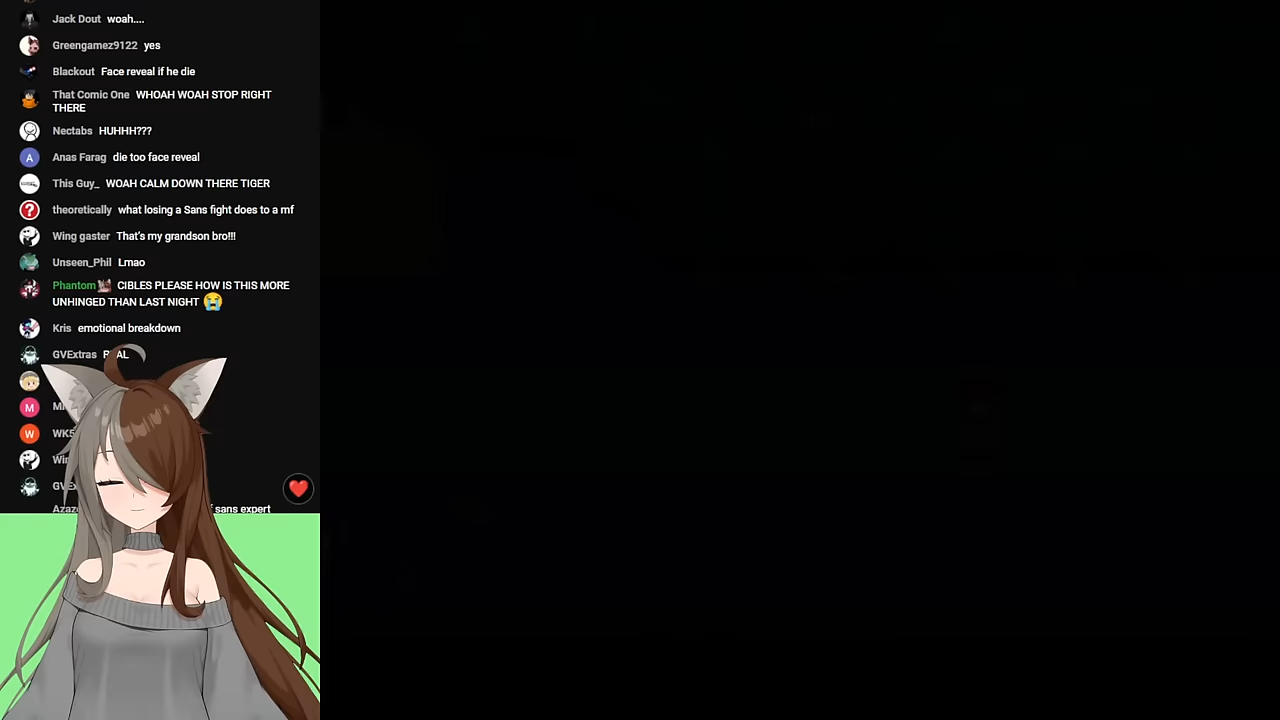 Jack Dout woah....
Greengamez9122 yes
Blackout Face reveal if he die
That Comic One WHOAH WOAH STOP RIGHT
THERE
Nectabs HUHHH???
Anas Farag die too face reveal
This Guy_ WOAH CALM DOWN THERE TIGER
theoretically what losing a Sans fight does to a mf
Wing gaster That's my grandson bro!!!
Unseen_Phil Lmao
Phantom CIBLES PLEASE HOW IS THIS MORE
UNHINGED THAN LAST NIGHT 😭
Kris emotional breakdown
GVExtras
sans expert